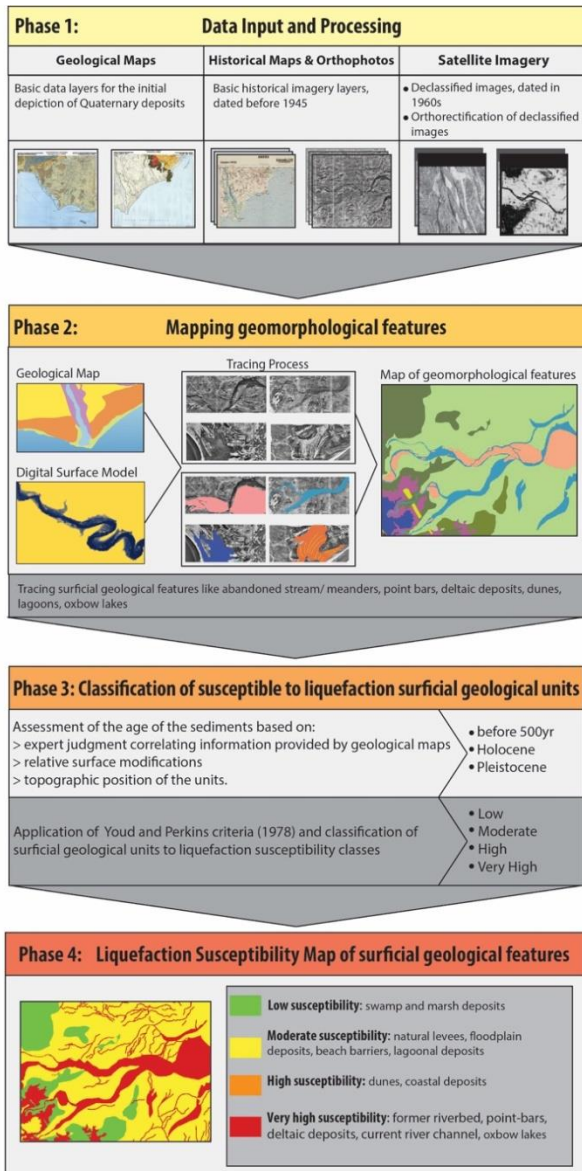 Phase 1: Data Input and Processing
Geological Maps
Historical Maps & Orthophotos
Satellite Imagery
Basic data layers for the initial
depiction of Quaternary deposits
Basic historical imagery layers,
dated before 1945
• Declassified images, dated in
1960s
• Orthorectification of declassified
images
Phase 2: Mapping geomorphological features
Geological Map
Digital Surface Model
Tracing Process
Map of geomorphological features
Tracing surficial geological features like abandoned stream/ meanders, point bars, deltaic deposits, dunes,
lagoons, oxbow lakes
Phase 3: Classification of susceptible to liquefaction surficial geological units
Assessment of the age of the sediments based on:
> expert judgment correlating information provided by geological maps
> relative surface modifications
> topographic position of the units.
• before 500yr
• Holocene
• Pleistocene
Application of Youd and Perkins criteria (1978) and classification of
surficial geological units to liquefaction susceptibility classes
• Low
• Moderate
• High
• Very High
Phase 4: Liquefaction Susceptibility Map of surficial geological features
Low susceptibility: swamp and marsh deposits
Moderate susceptibility: natural levees, floodplain
deposits, beach barriers, lagoonal deposits
High susceptibility: dunes, coastal deposits
Very high susceptibility: former riverbed, point-bars,
deltaic deposits, current river channel, oxbow lakes